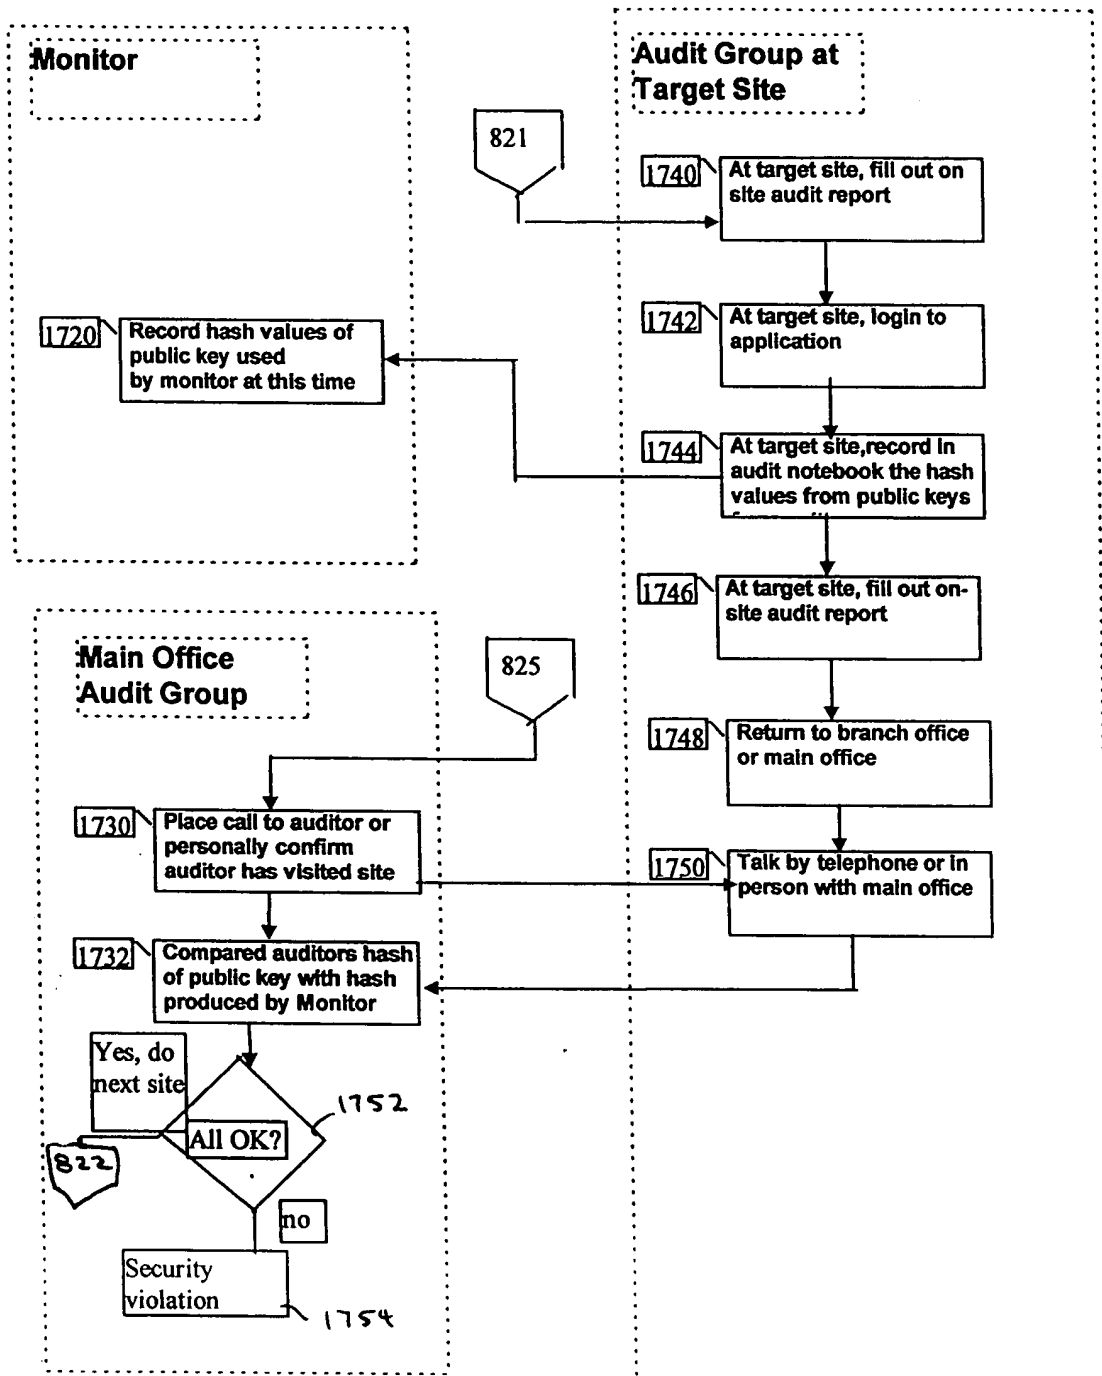 Monitor
Audit Group at
Target Site
821
1740
At target site, fill out on
site audit report
1742
At target site, login to
application
1720
Record hash values of
public key used
by monitor at this time
1744
At target site,record in
audit notebook the hash
values from public keys
1746
At target site, fill out on-
site audit report
Main Office
Audit Group
825
1748
Return to branch office
or main office
1730
Place call to auditor or
personally confirm
auditor has visited site
1750
Talk by telephone or in
person with main office
1732
Compared auditors hash
of public key with hash
produced by Monitor
Yes, do
next site
1752
All OK?
822
no
Security
violation
1754